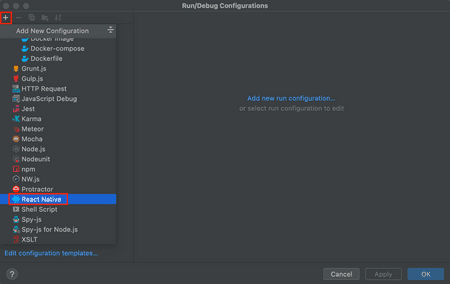 Run/Debug Configurations
Add New Configuration
Docker Image
Docker-compose
Dockerfile
Grunt.js
Gulp.js
HTTP Request
JavaScript Debug
Jest
Karma
Meteor
Mocha
Node.js
Nodeunit
npm
NW.js
Protractor
React Native
Shell Script
Spy-js
Spy-js for Node.js
XSLT
Add new run configuration...
or select run configuration to edit
Edit configuration templates...
?
Cancel
Apply
OK